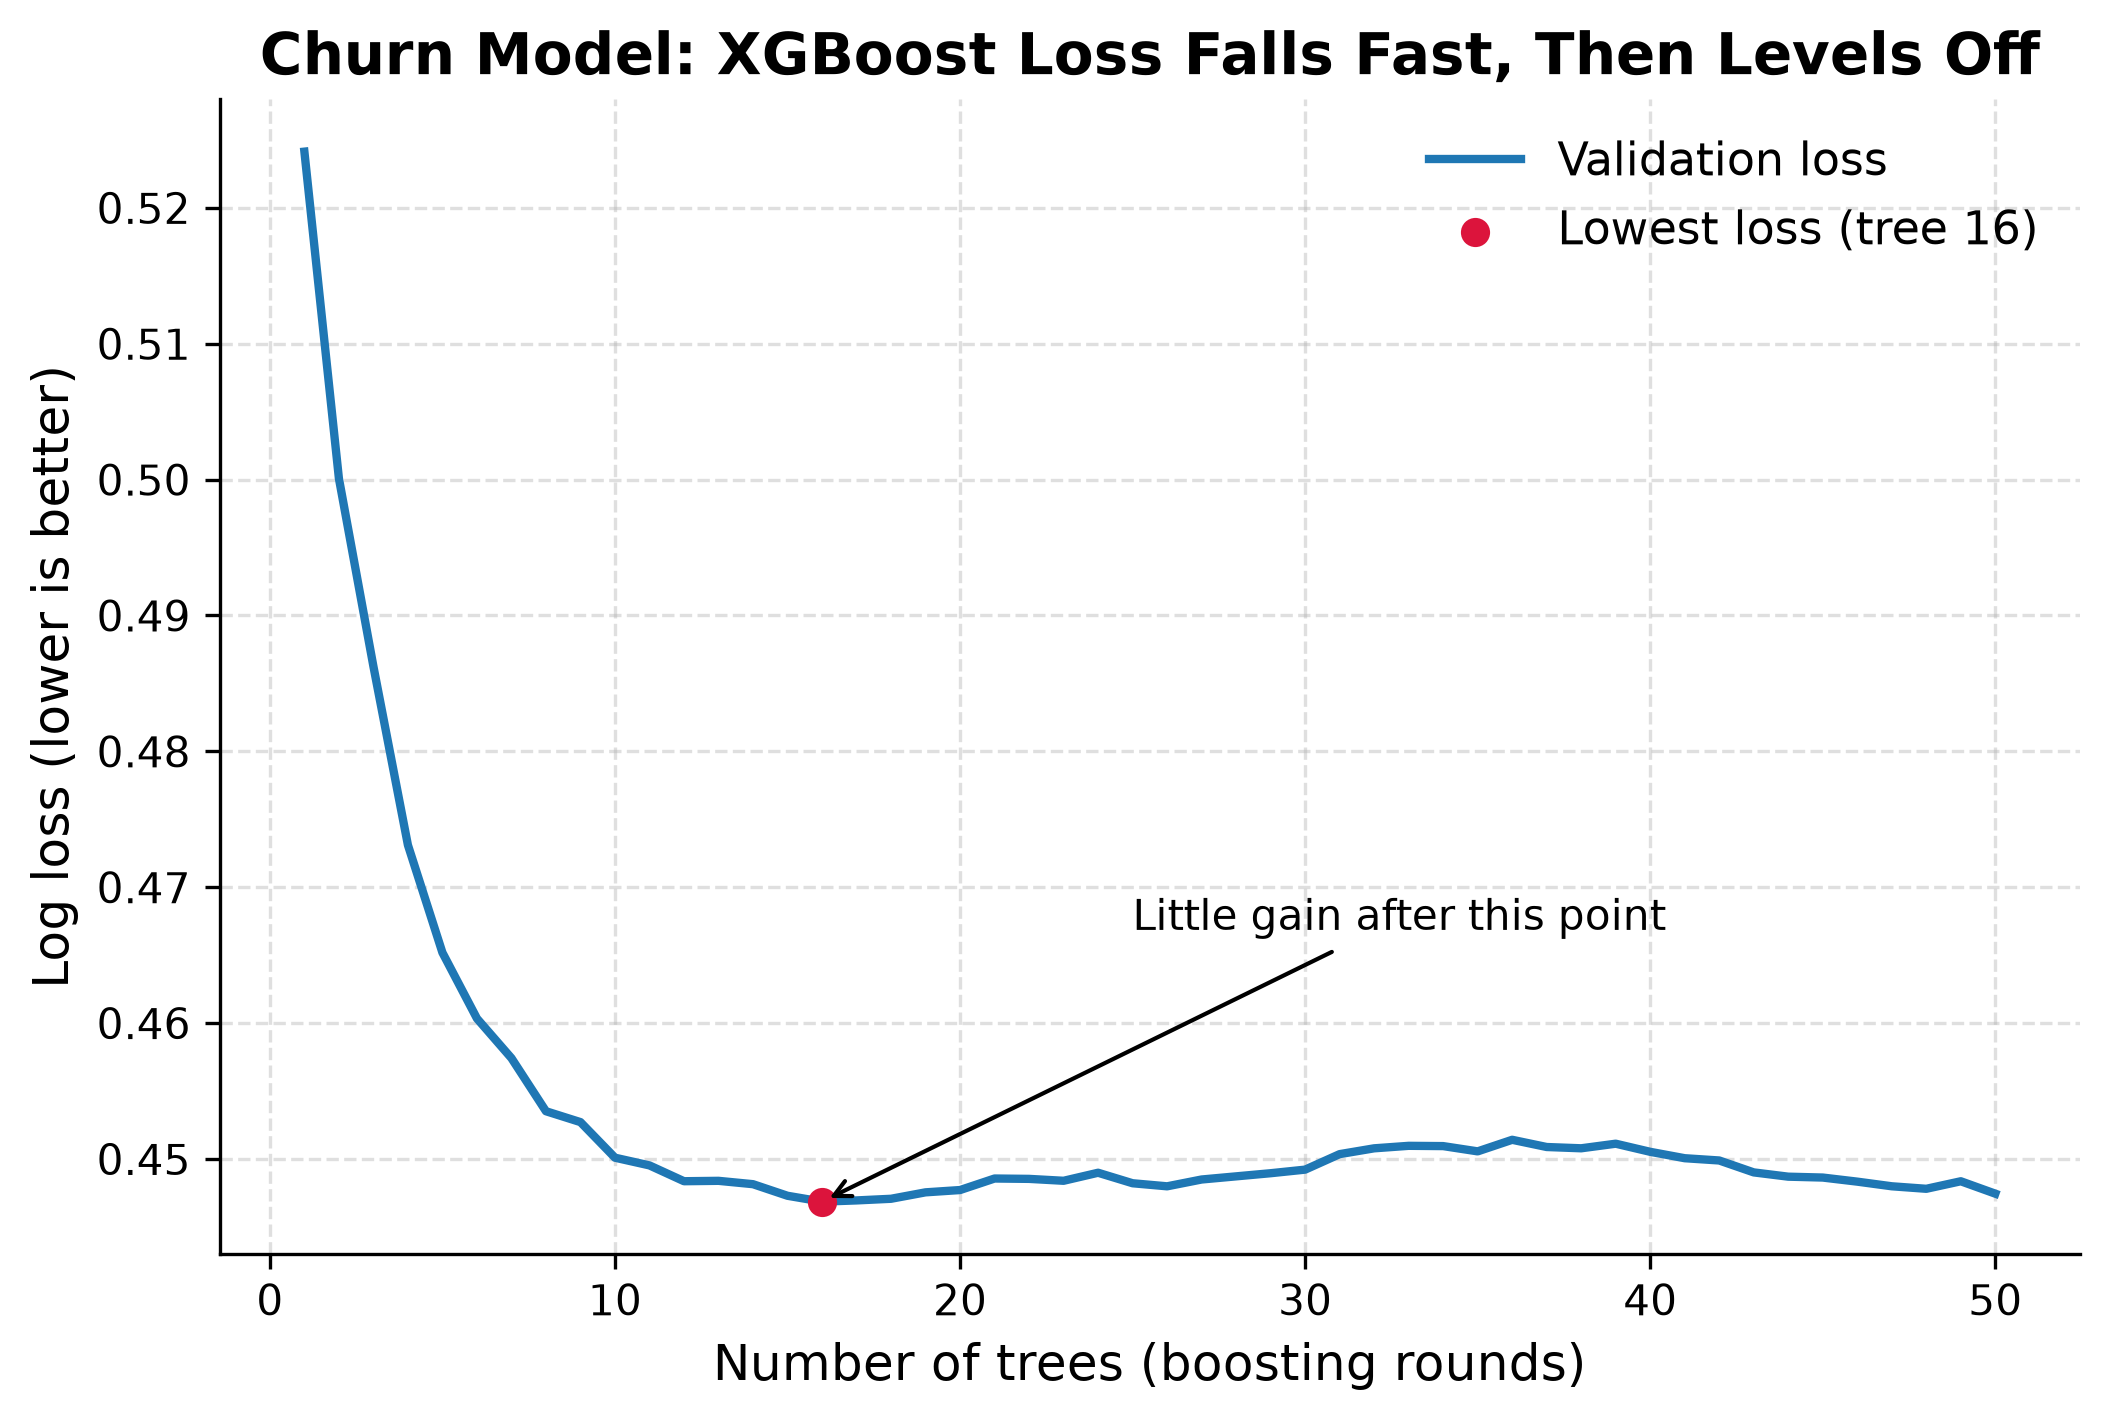 Churn Model: XGBoost Loss Falls Fast, Then Levels Off
Validation loss
Lowest loss (tree 16)
0.52
0.51
0.50
0.49
0.48
0.47
0.46
0.45
Log loss (lower is better)
Little gain after this point
0
10
20
30
40
50
Number of trees (boosting rounds)